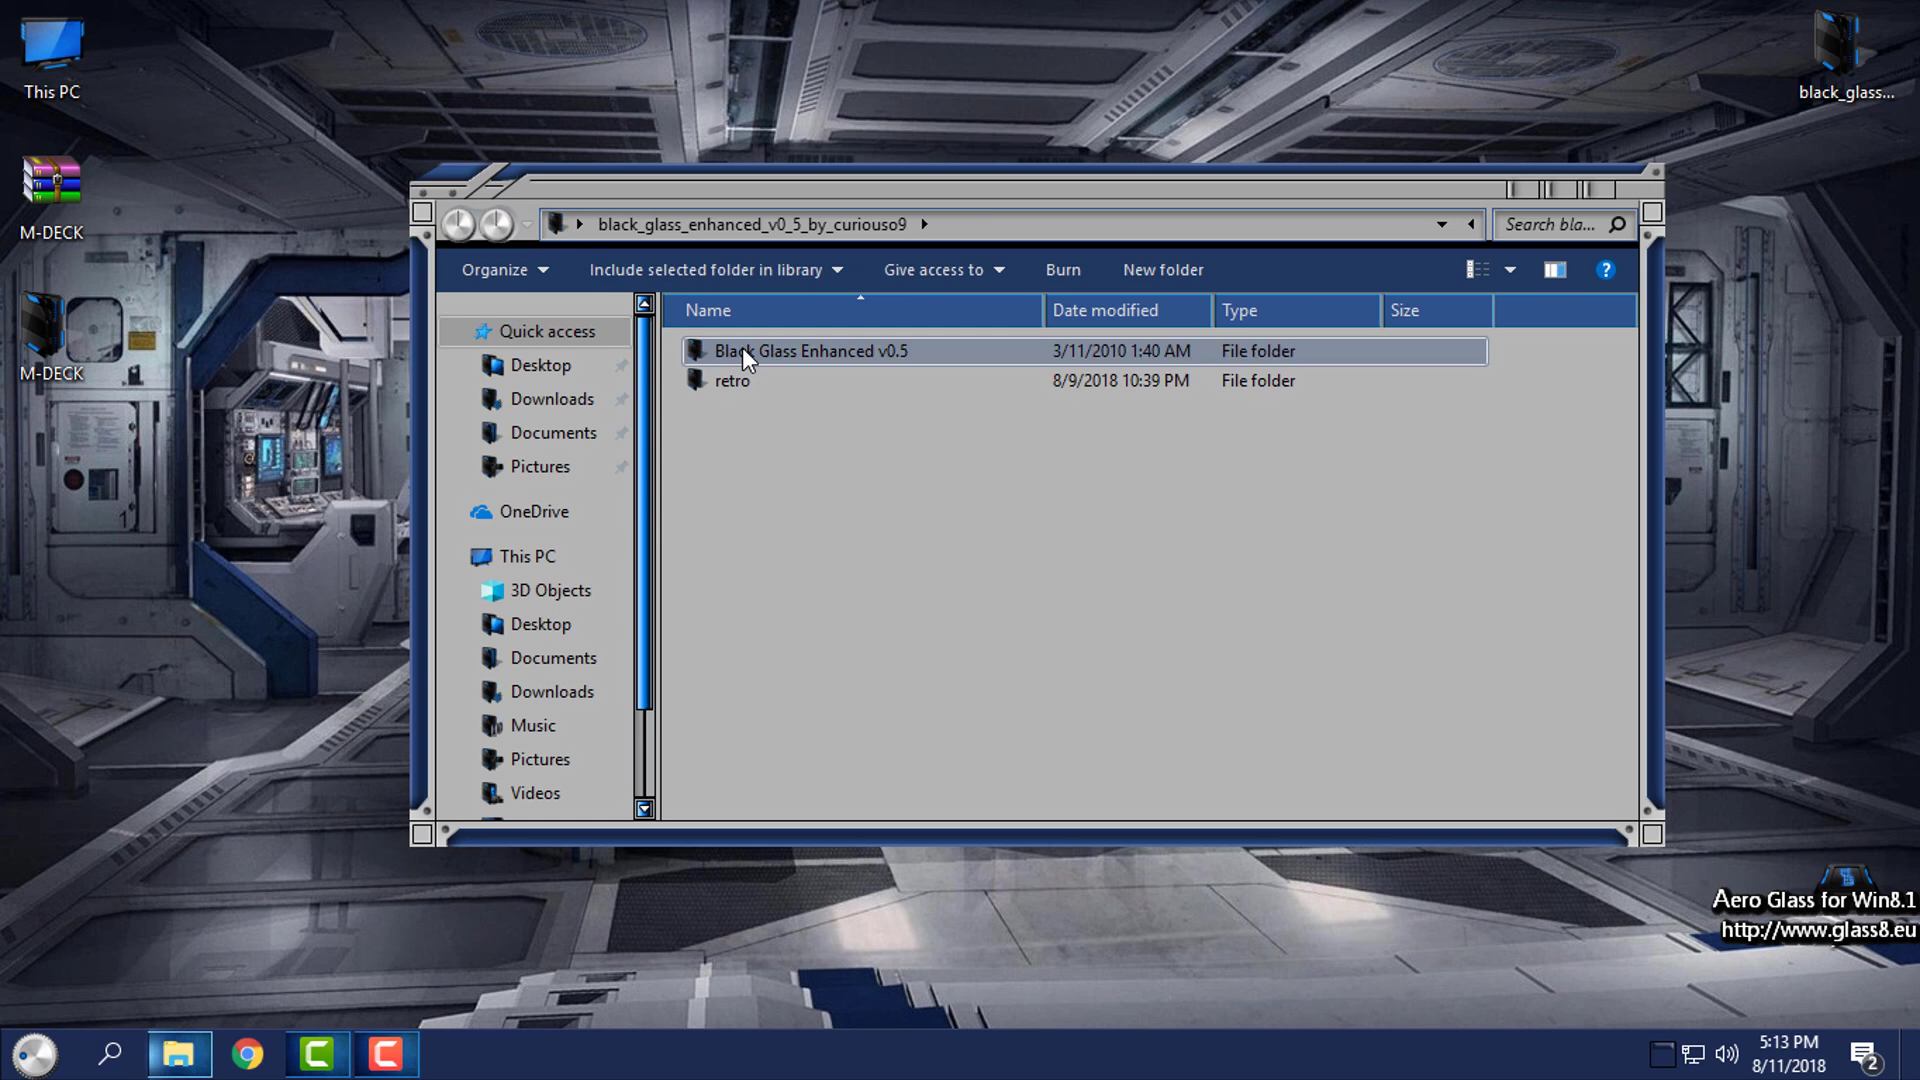 This PC
M-DECK
M-DECK
black_glass...
black_glass_enhanced_v0_5_by_curiouso9
Search bla...
Organize
Include selected folder in library
Give access to
Burn
New folder
?
Name
Date modified
Type
Size
Black Glass Enhanced v0.5
3/11/2010 1:40 AM
File folder
retro
8/9/2018 10:39 PM
File folder
Quick access
Desktop
Downloads
Documents
Pictures
OneDrive
This PC
3D Objects
Desktop
Documents
Downloads
Music
Pictures
Videos
Aero Glass for Win8.1
http://www.glass8.eu
5:13 PM
8/11/2018
2